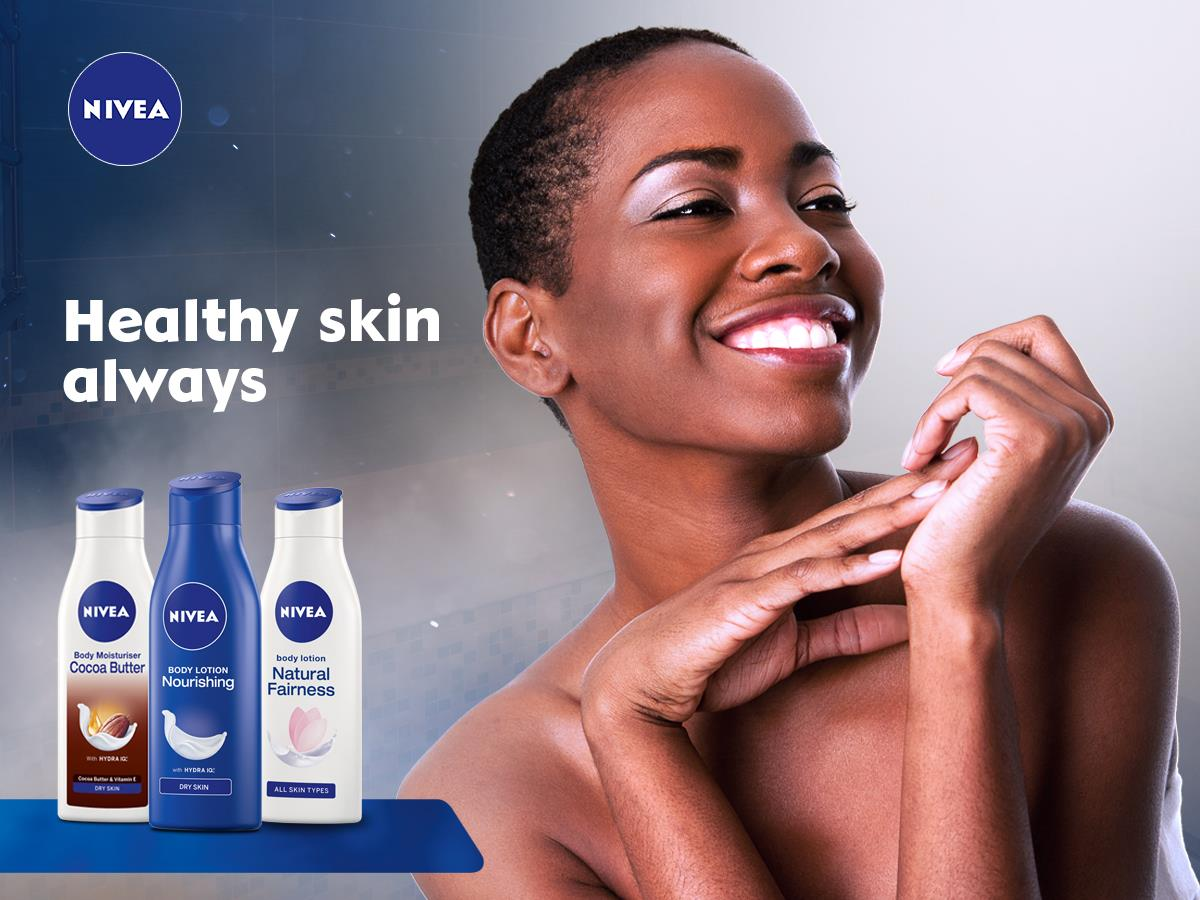 NIVEA
Healthy skin
always
NIVEA
Body Moisturiser
Cocoa Butter
With HYDRA IQ
Cocoa Butter & Vitamin E
DRY SKIN
NIVEA
BODY LOTION
Nourishing
with HYDRA IQ
DRY SKIN
NIVEA
body lotion
Natural
Fairness
ALL SKIN TYPES